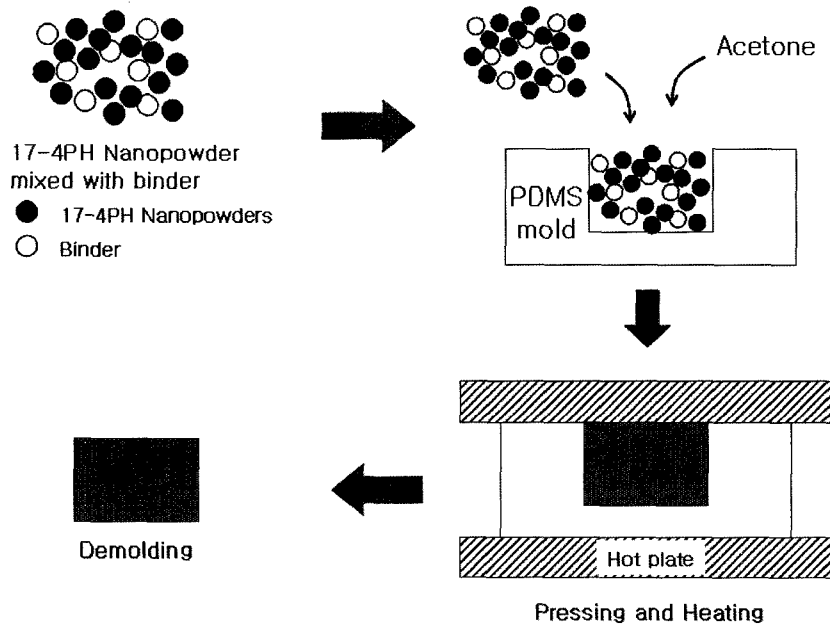 17-4PH Nanopowder
mixed with binder
17-4PH Nanopowders
Binder
Acetone
PDMS
mold
Hot plate
Pressing and Heating
Demolding